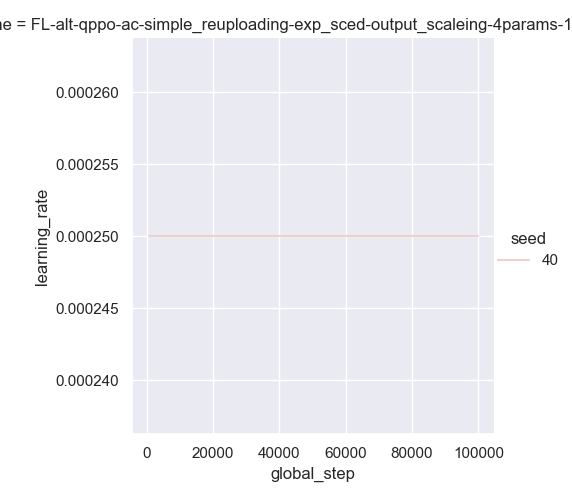 ne = FL-alt-qppo-ac-simple_reuploading-exp_sced-output_scaleing-4params-1
0.000260
0.000255
0.000250
0.000245
0.000240
learning_rate
0 20000 40000 60000 80000 100000
global_step
seed
40